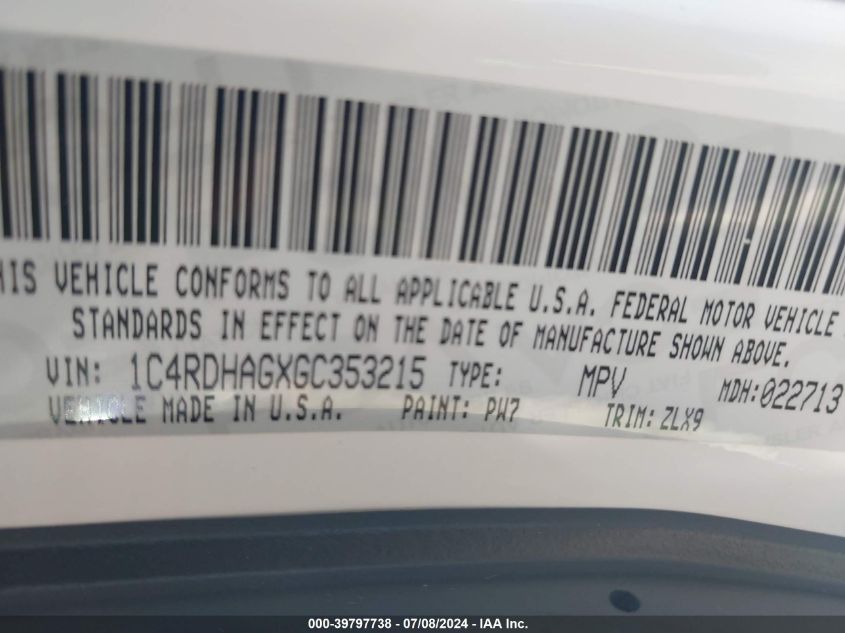 HIS VEHICLE CONFORMS TO ALL APPLICABLE U.S.A. FEDERAL MOTOR VEHICLE
STANDARDS IN EFFECT ON THE DATE OF MANUFACTURE SHOWN ABOVE.
VIN: 1C4RDHAGXGC353215 TYPE: MPV MDH:022713
VEHICLE MADE IN U.S.A. PAINT: PW7 TRIM: ZLX9
000-39797738 - 07/08/2024 - IAA Inc.